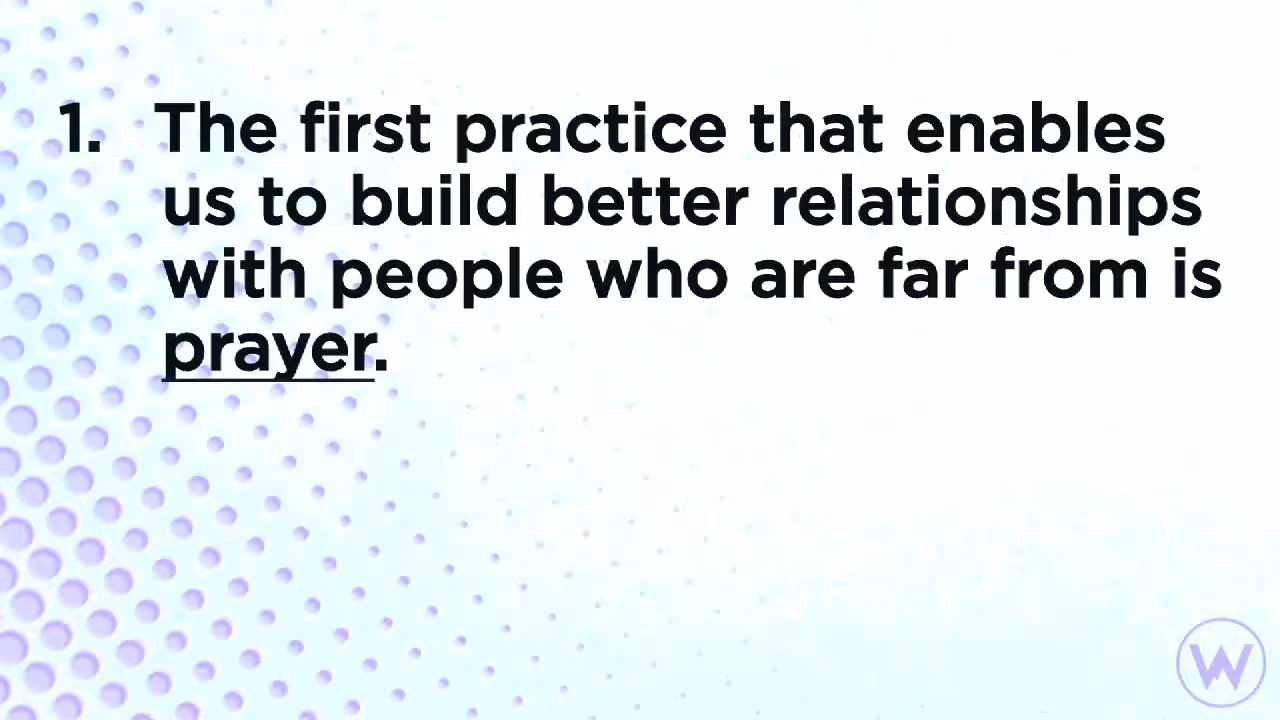 1. The first practice that enables
us to build better relationships
with people who are far from is
prayer.
W